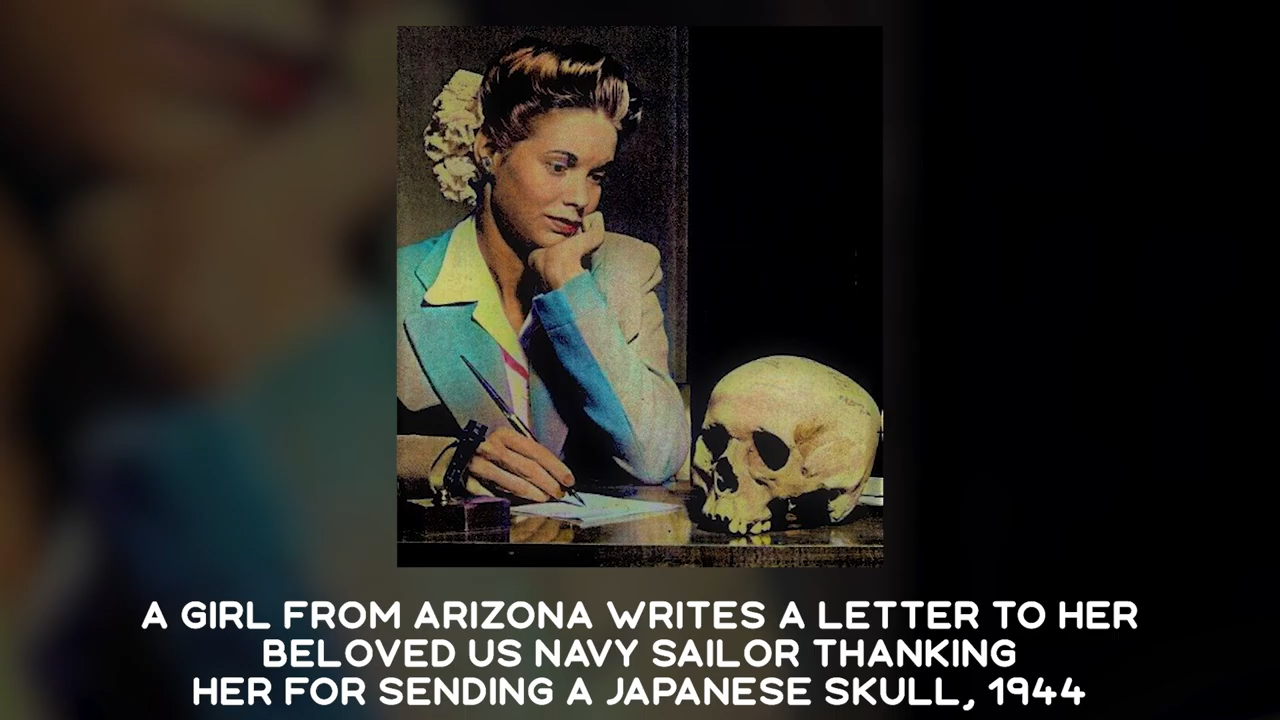 A GIRL FROM ARIZONA WRITES A LETTER TO HER
BELOVED US NAVY SAILOR THANKING
HER FOR SENDING A JAPANESE SKULL, 1944